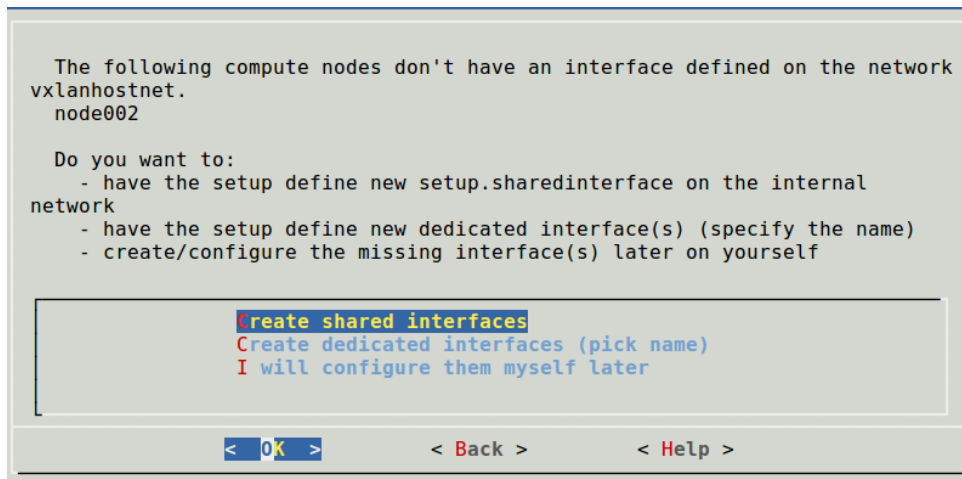 The following compute nodes don't have an interface defined on the network
vxlanhostnet.
node002
Do you want to:
- have the setup define new setup.sharedinterface on the internal
network
- have the setup define new dedicated interface(s) (specify the name)
- create/configure the missing interface(s) later on yourself
Create shared interfaces
Create dedicated interfaces (pick name)
I will configure them myself later
< OK > < Back > < Help >